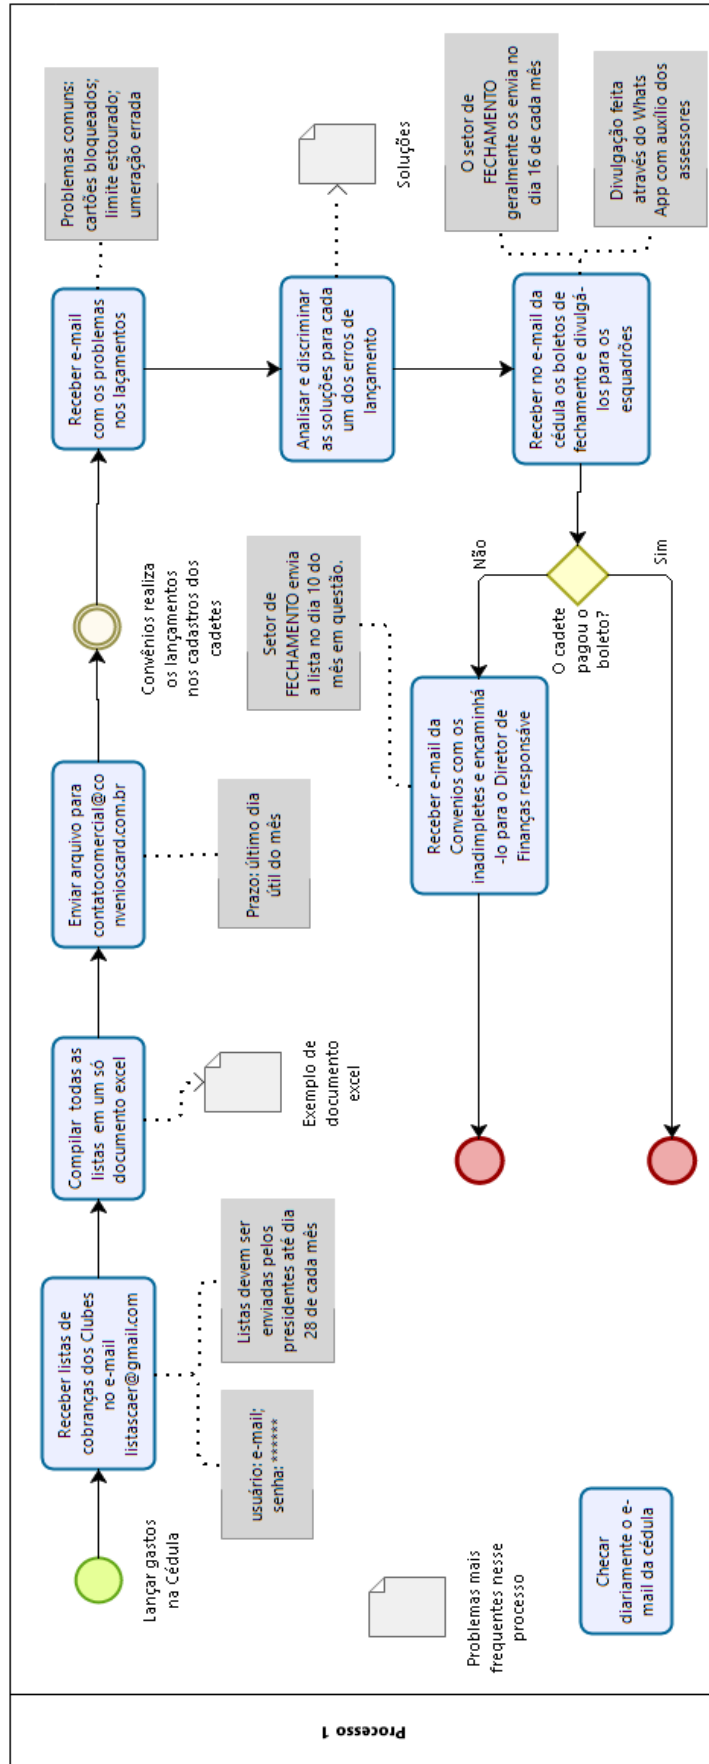 Processo 1
Lançar gastos
na Cédula
Receber listas de
cobranças dos Clubes
no e-mail
listascaer@gmail.com
usuário: e-mail;
senha: ******
Listas devem ser
enviadas pelos
presidentes até dia
28 de cada mês
Compilar todas as
listas em um só
documento excel
Exemplo de
documento
excel
Enviar arquivo para
contatocomercial@co
nvenioscard.com.br
Prazo: último dia
útil do mês
Convênios realiza
os lançamentos
nos cadastros dos
cadetes
Receber e-mail
com os problemas
nos laçamentos
Problemas comuns:
cartões bloqueados;
limite estourado;
umeração errada
Analisar e discriminar
as soluções para cada
um dos erros de
lançamento
Soluções
Receber no e-mail da
cédula os boletos de
fechamento e divulgá-
los para os
esquadrões
O setor de
FECHAMENTO
geralmente os envia no
dia 16 de cada mês
Divulgação feita
através do Whats
App com auxílio dos
assessores
O cadete
pagou o
boleto?
Não
Sim
Receber e-mail da
Convenios com os
inadimpletes e encaminhá
-lo para o Diretor de
Finanças responsáve
Setor de
FECHAMENTO envia
a lista no dia 10 do
mês em questão.
Problemas mais
frequentes nesse
processo
Checar
diariamente o e-
mail da cédula